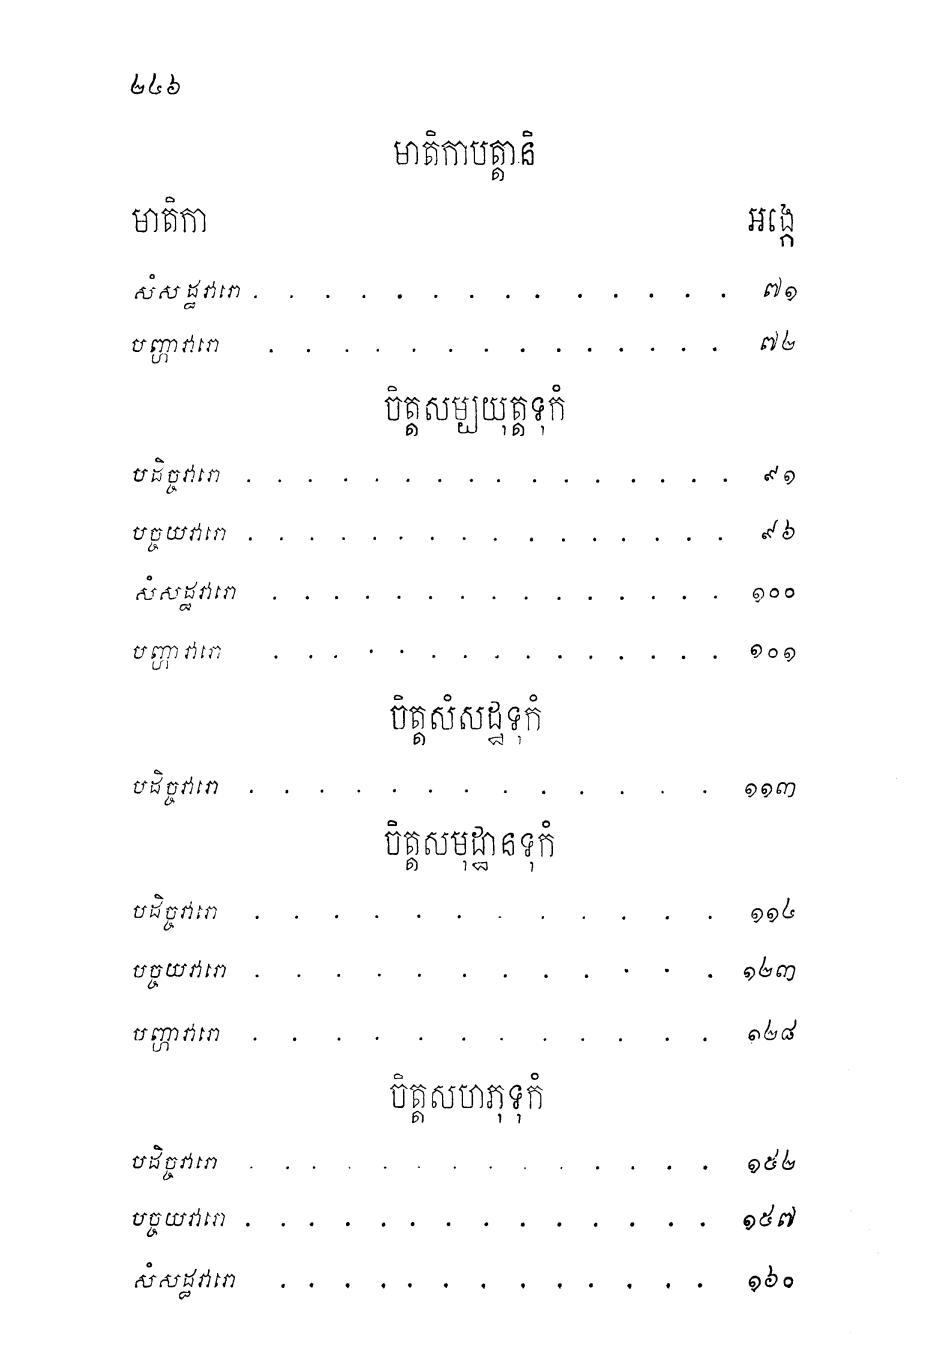 ២៤៦
មាតិកាបត្តានិ
មាតិកា អង្កេ
សំសដ្ឋវារោ . . . . . . . . . . . . . . ៧១
បញ្ហាវារោ . . . . . . . . . . . . . ៧២
ចិត្តសម្បយុត្តទុកំ
បដិច្ចវារោ . . . . . . . . . . . . . . . . ៩១
បច្ចយវារោ . . . . . . . . . . . . . . . . ៩៦
សំសដ្ឋវារោ . . . . . . . . . . . . . . . ១០០
បញ្ហាវារោ . . . . . . . . . . . . . . . ១០១
ចិត្តសំសដ្ឋទុកំ
បដិច្ចវារោ . . . . . . . . . . . . . . ១១៣
ចិត្តសមុដ្ឋានទុកំ
បដិច្ចវារោ . . . . . . . . . . . . ១១៤
បច្ចយវារោ . . . . . . . . . . . . ១២៣
បញ្ហាវារោ . . . . . . . . . . . . ១២៨
ចិត្តសហភុទុកំ
បដិច្ចវារោ . . . . . . . . . . . . . . ១៥២
បច្ចយវារោ . . . . . . . . . . . . . . ១៥៧
សំសដ្ឋវារោ . . . . . . . . . . . . . ១៦០